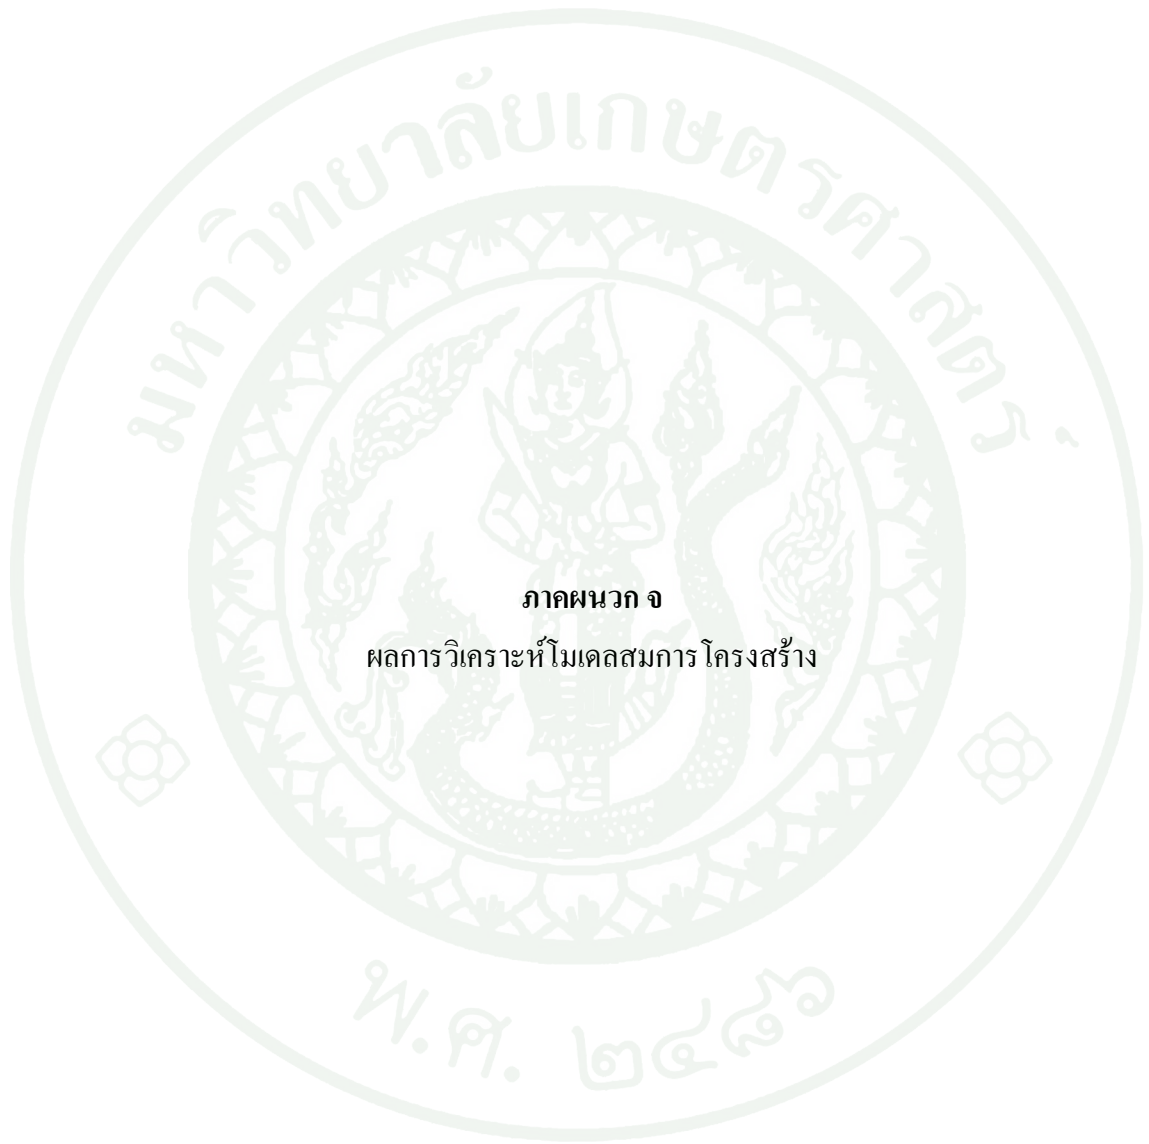 มหาวิทยาลัยเกษตรศาสตร์
ภาคผนวก จ
ผลการวิเคราะห์โมเดลสมการโครงสร้าง
พ.ศ. ๒๔๘๖